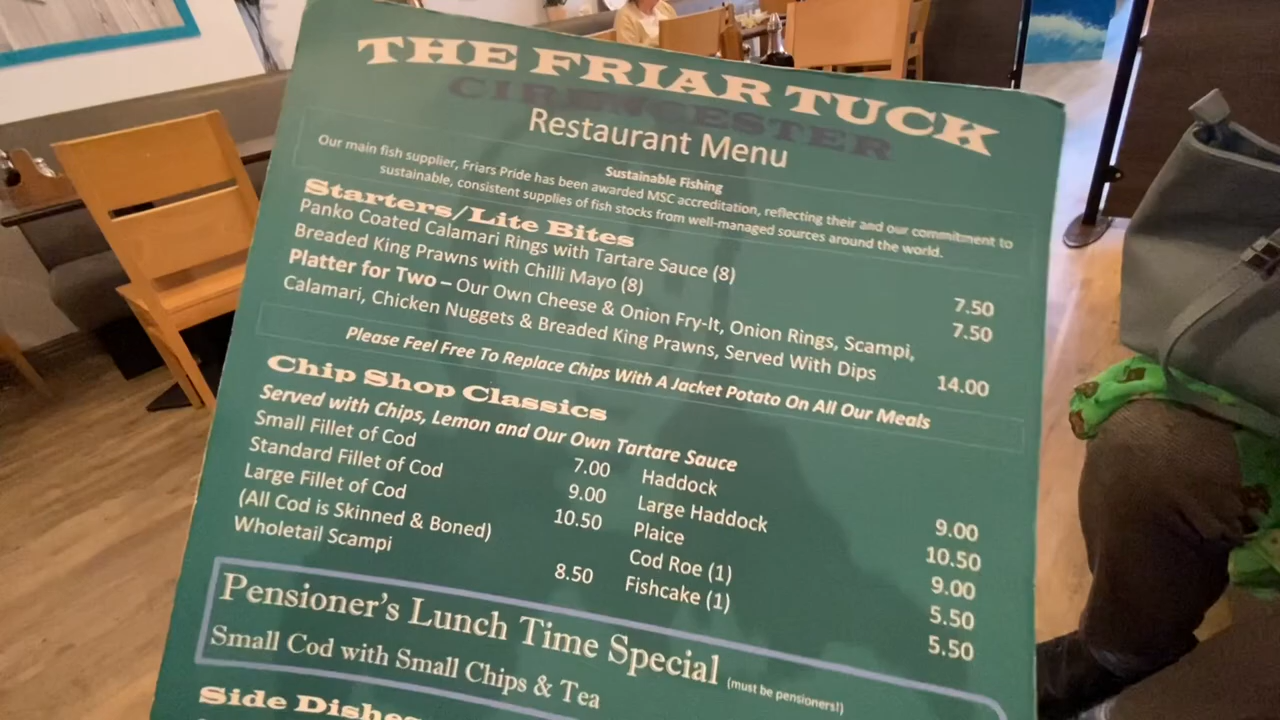 THE FRIAR TUCK
CIRENCESTER
Restaurant Menu
Sustainable Fishing
Our main fish supplier, Friars Pride has been awarded MSC accreditation, reflecting their and our commitment to
sustainable, consistent supplies of fish stocks from well-managed sources around the world.
Starters/Lite Bites
Panko Coated Calamari Rings with Tartare Sauce (8) 7.50
Breaded King Prawns with Chilli Mayo (8) 7.50
Platter for Two – Our Own Cheese & Onion Fry-It, Onion Rings, Scampi,
Calamari, Chicken Nuggets & Breaded King Prawns, Served With Dips 14.00
Please Feel Free To Replace Chips With A Jacket Potato On All Our Meals
Chip Shop Classics
Served with Chips, Lemon and Our Own Tartare Sauce
Small Fillet of Cod 7.00 Haddock 9.00
Standard Fillet of Cod 9.00 Large Haddock 10.50
Large Fillet of Cod 10.50 Plaice 9.00
(All Cod is Skinned & Boned) Cod Roe (1) 5.50
Wholetail Scampi 8.50 Fishcake (1) 5.50
Pensioner's Lunch Time Special (must be pensioners!)
Small Cod with Small Chips & Tea
Side Dishes